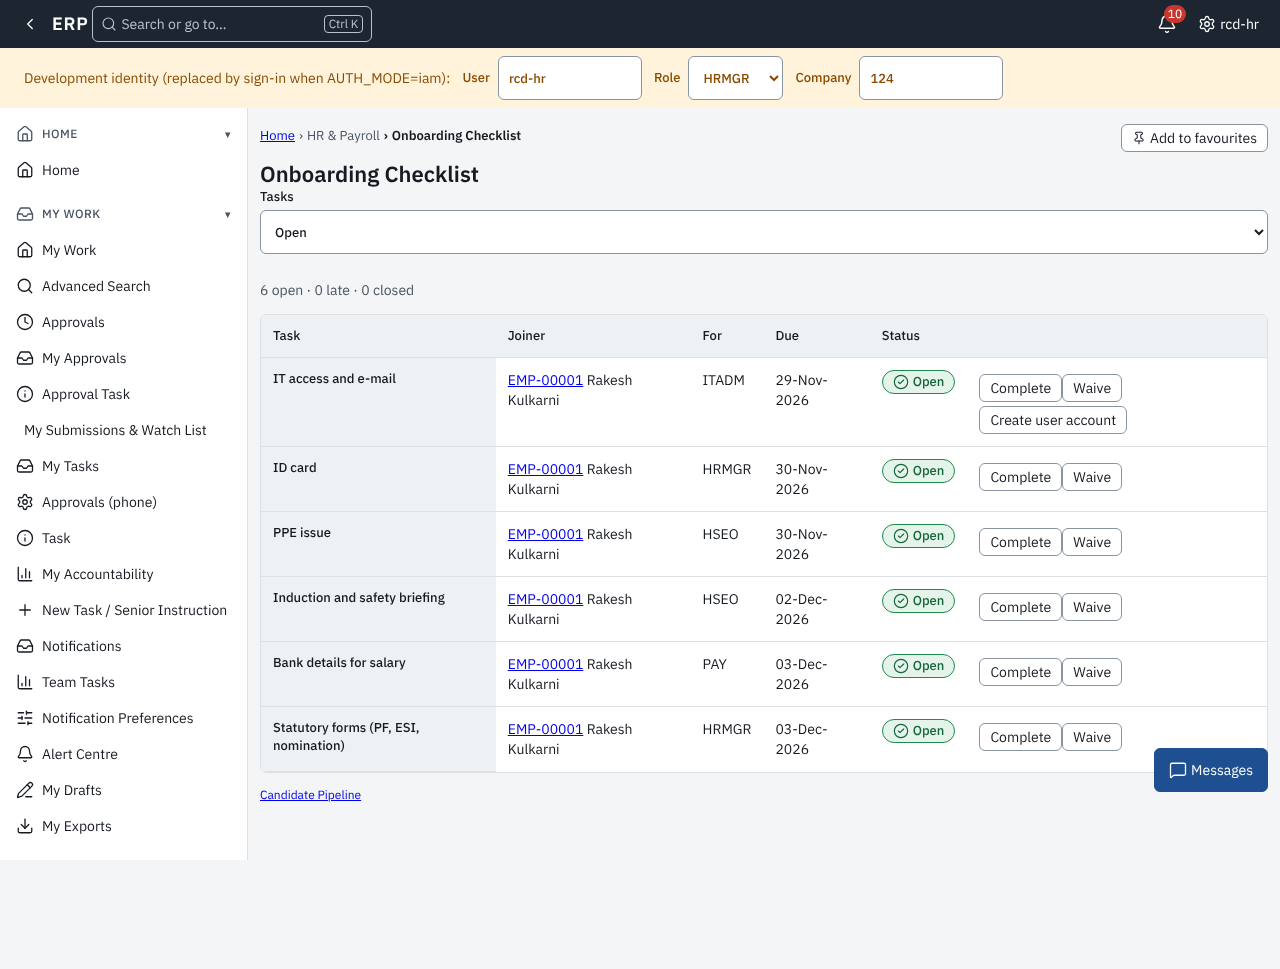 ERP
Search or go to...
Ctrl K
10
rcd-hr
Development identity (replaced by sign-in when AUTH_MODE=iam):
User
rcd-hr
Role
HRMGR
Company
124
HOME
Home
MY WORK
My Work
Advanced Search
Approvals
My Approvals
Approval Task
My Submissions & Watch List
My Tasks
Approvals (phone)
Task
My Accountability
New Task / Senior Instruction
Notifications
Team Tasks
Notification Preferences
Alert Centre
My Drafts
My Exports
Home › HR & Payroll › Onboarding Checklist
Add to favourites
Onboarding Checklist
Tasks
Open
6 open · 0 late · 0 closed
Task Joiner For Due Status
IT access and e-mail
EMP-00001 Rakesh
Kulkarni
ITADM
29-Nov-
2026
Open
Complete
Waive
Create user account
ID card
EMP-00001 Rakesh
Kulkarni
HRMGR
30-Nov-
2026
Open
Complete
Waive
PPE issue
EMP-00001 Rakesh
Kulkarni
HSEO
30-Nov-
2026
Open
Complete
Waive
Induction and safety briefing
EMP-00001 Rakesh
Kulkarni
HSEO
02-Dec-
2026
Open
Complete
Waive
Bank details for salary
EMP-00001 Rakesh
Kulkarni
PAY
03-Dec-
2026
Open
Complete
Waive
Statutory forms (PF, ESI,
nomination)
EMP-00001 Rakesh
Kulkarni
HRMGR
03-Dec-
2026
Open
Complete
Waive
Messages
Candidate Pipeline